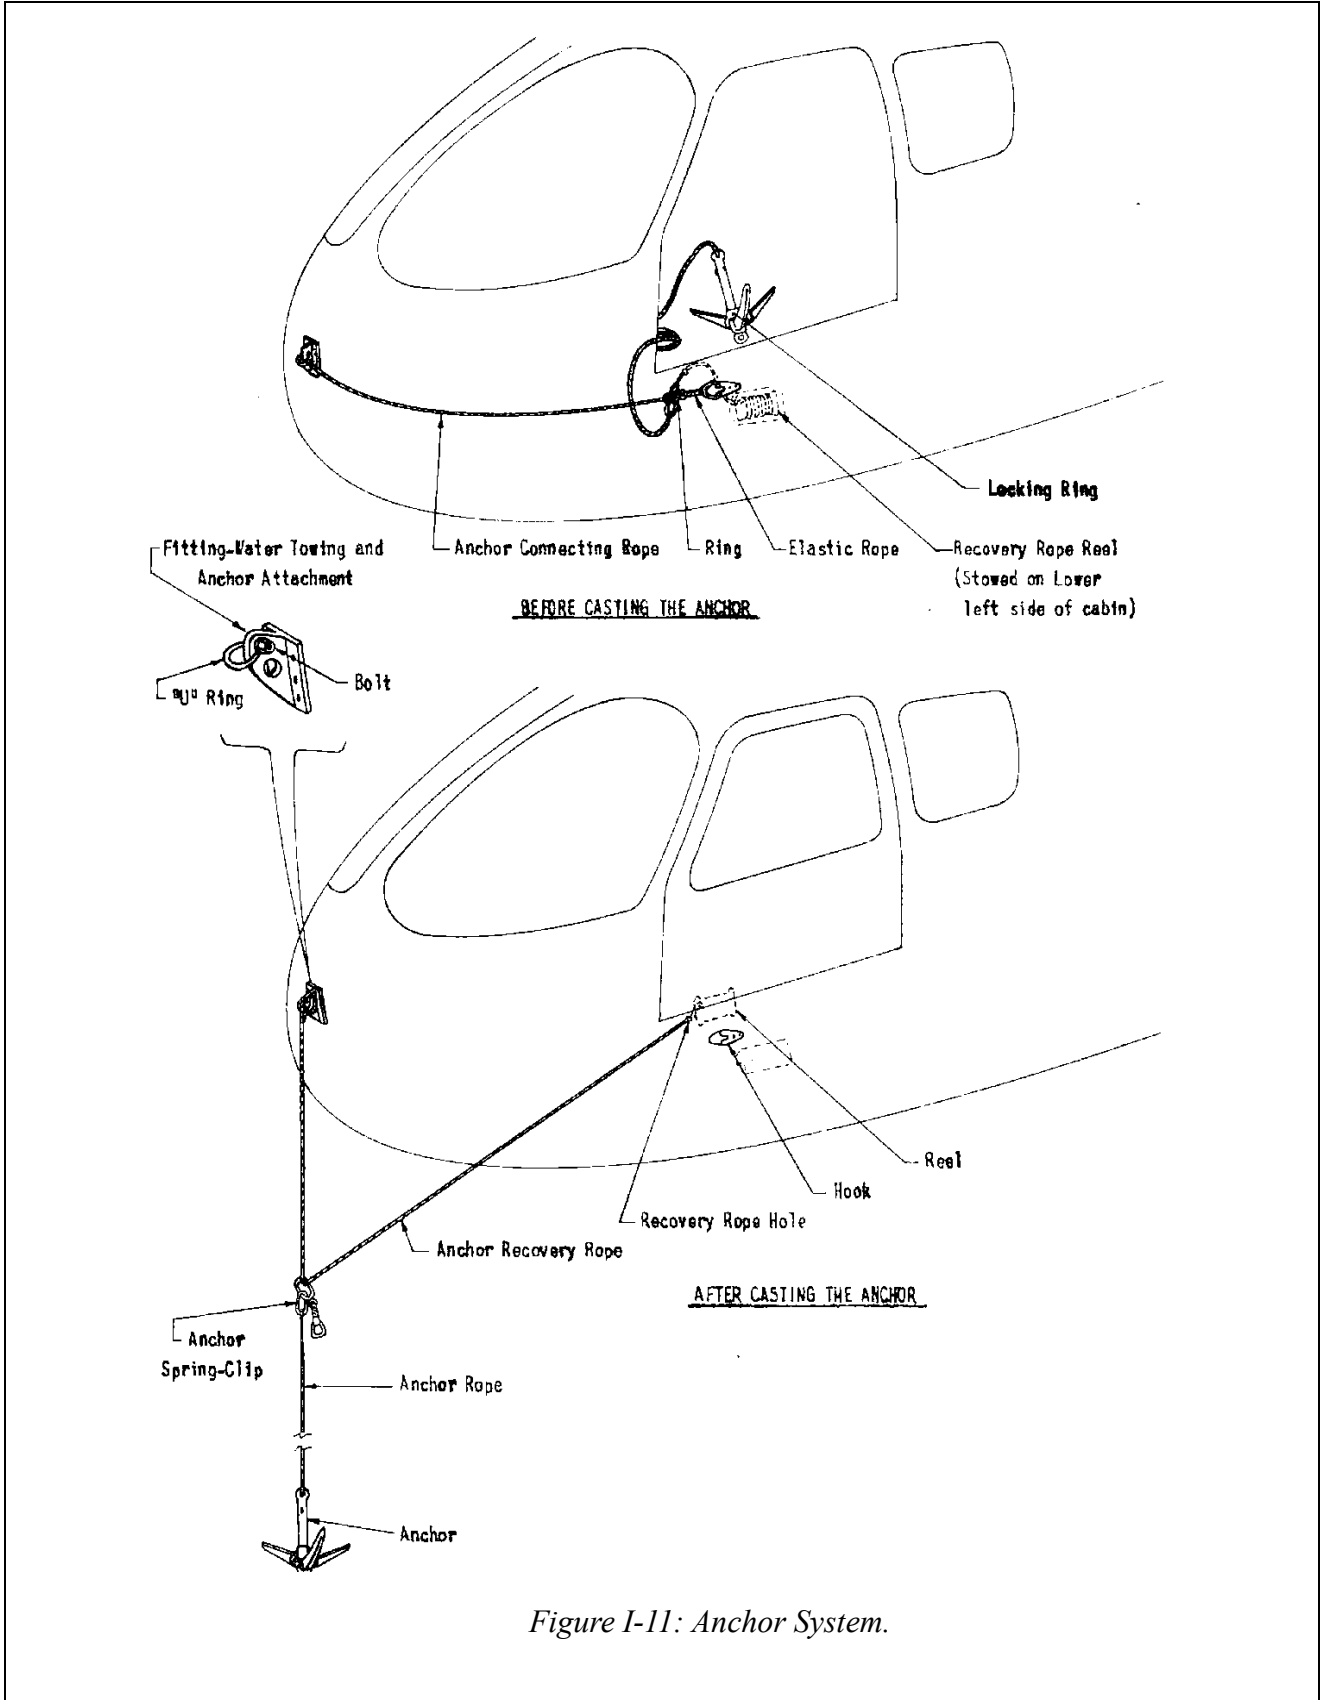 Locking Ring
Fitting-Water Towing and
Anchor Attachment
Anchor Connecting Rope
Ring
Elastic Rope
Recovery Rope Reel
(Stowed on Lower
left side of cabin)
BEFORE CASTING THE ANCHOR
"U" Ring
Bolt
Reel
Hook
Recovery Rope Hole
Anchor Recovery Rope
AFTER CASTING THE ANCHOR
Anchor
Spring-Clip
Anchor Rope
Anchor
Figure I-11: Anchor System.